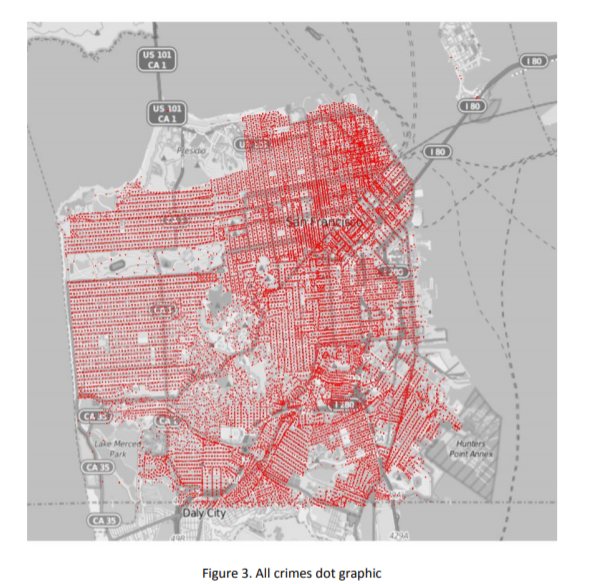 US 101
CA 1
I 80
I 80
US 101
CA 1
I 80
Presidio
San Francisco
CA 35
CA 1
Lake Merced
Park
Hunters
Point Annex
CA 35
Daly City
CA 35
Figure 3. All crimes dot graphic